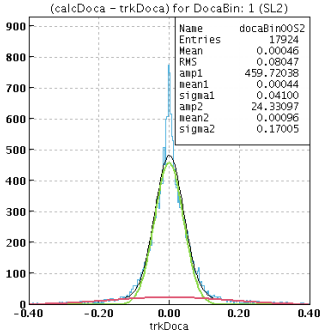 (calcDoca - trkDoca) for DocaBin: 1 (SL2)
Name docaBin00S2
Entries 17924
Mean 0.00046
RMS 0.08047
amp1 459.72038
mean1 0.00044
sigma1 0.04100
amp2 24.33097
mean2 0.00096
sigma2 0.17005
900
800
700
600
500
400
300
200
100
0
-0.40 -0.20 0.00 0.20 0.40
trkDoca